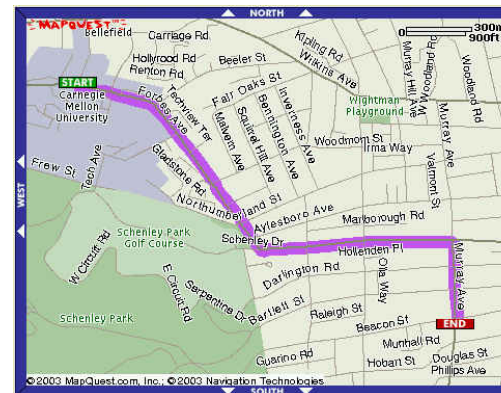 NORTH
MAPQUEST
Bellefield
Carriage Rd
Hollyrood Rd
Renton Rd
Beeler St
Kipling Rd
Wilkins Ave
300m
900ft
Murray Hill Ave
Woodland Rd
Woodland Rd
START
Carnegie
Mellon
University
Forbes Ave
Techview Ter
Fair Oaks St
Malvern Ave
Squirrel Hill Ave
Bennington Ave
Inverness Ave
Wightman
Playground
Murray Ave
Woodmont St
Irma Way
Frew St
Tech Ave
Gladstone Rd
Northumberland St
Aylesboro Ave
Marlborough Rd
WEST
Schenley Dr
Schenley Park
Golf Course
Hollenden Pl
Murray Ave
W Circuit Rd
E Circuit Rd
Serpentine Dr
Darlington Rd
Olla Way
Bartlett St
Raleigh St
Beacon St
END
Schenley Park
Munhall Rd
Guarino Rd
Hobart St
Douglas St
Phillips Ave
©2003 MapQuest.com, Inc.; ©2003 Navigation Technologies
SOUTH